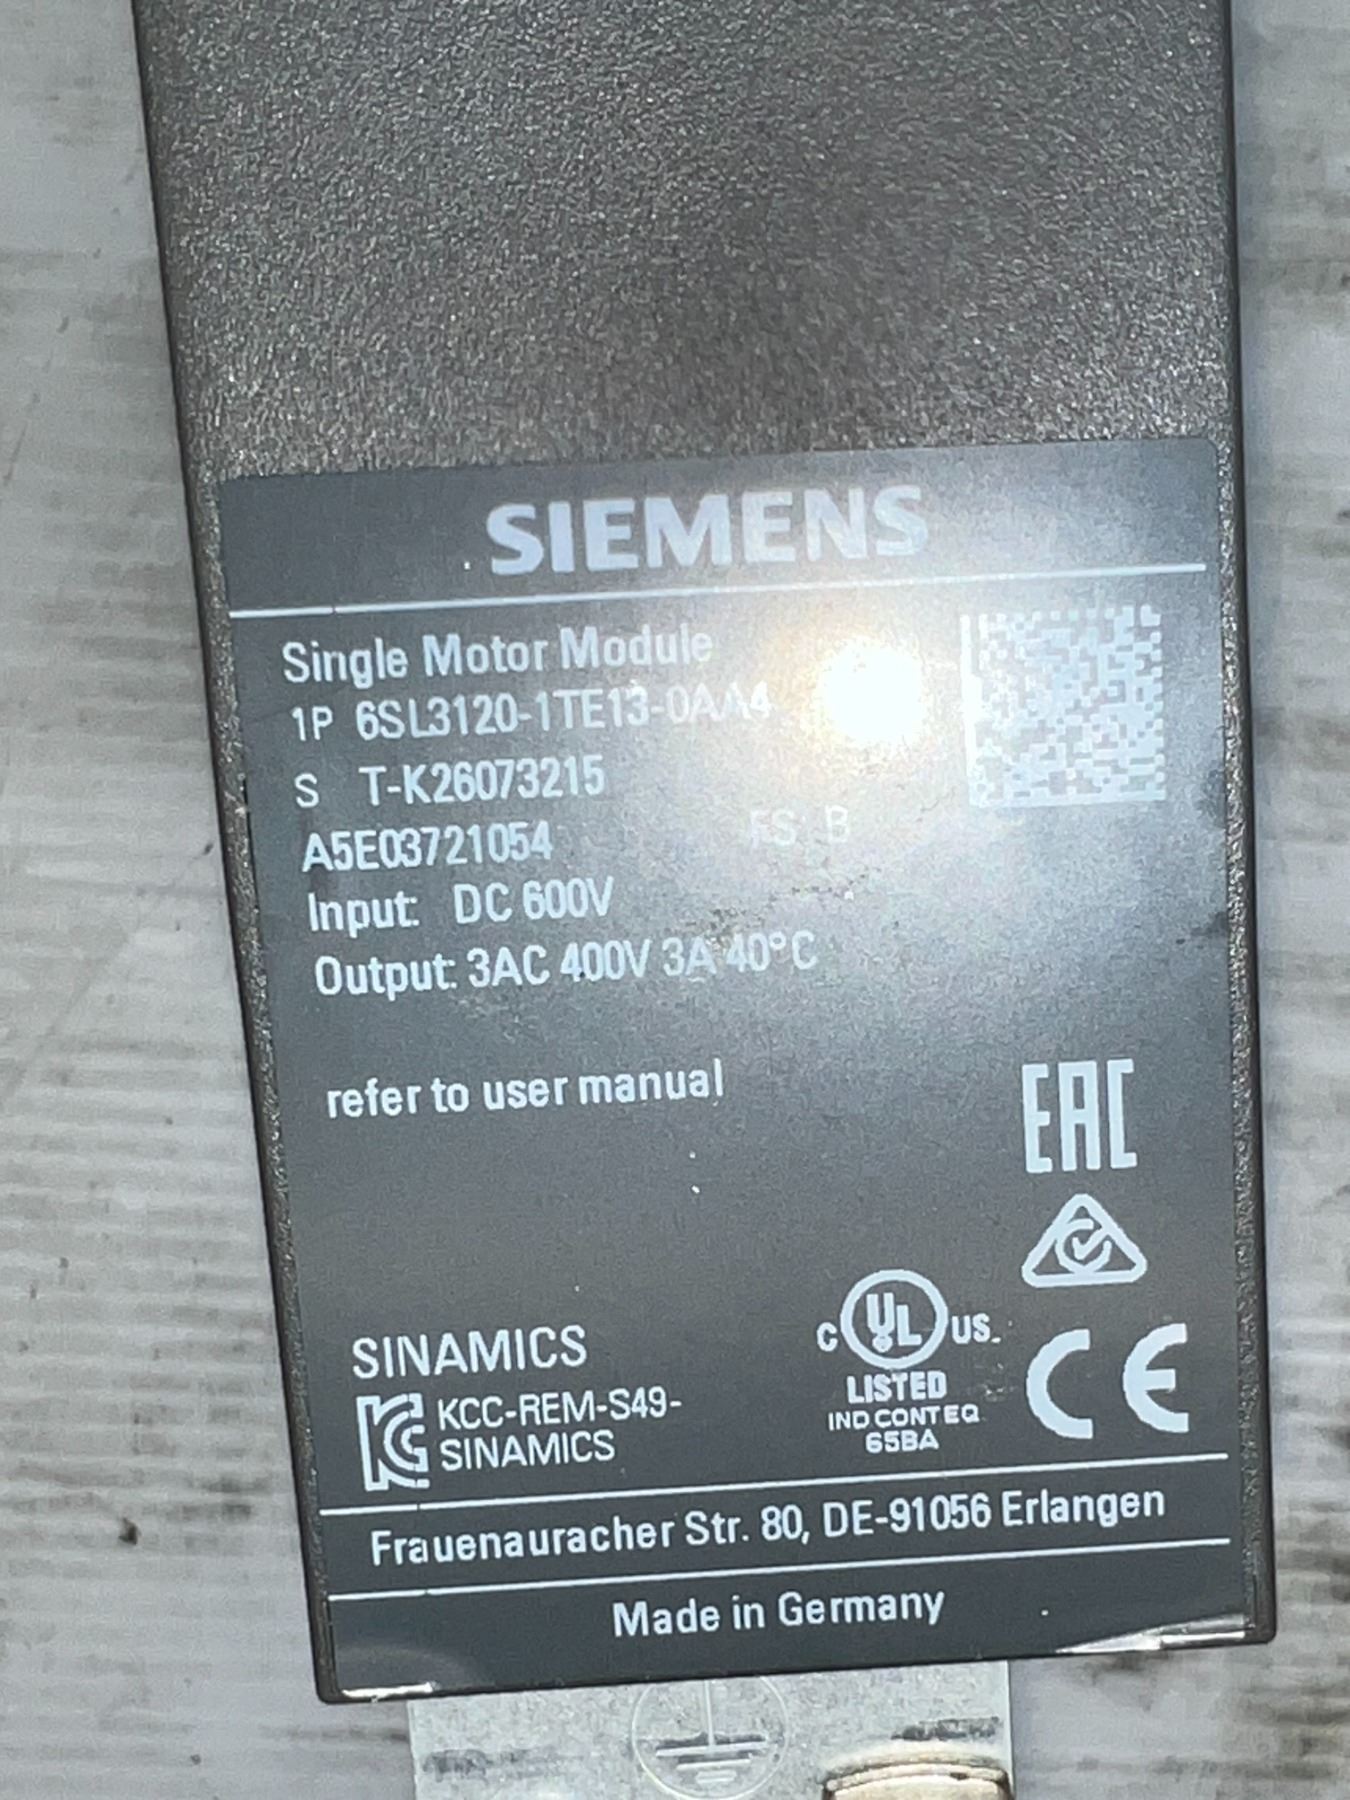 SIEMENS
Single Motor Module
1P 6SL3120-1TE13-0AA4
S T-K26073215
A5E03721054 FS: B
Input: DC 600V
Output: 3AC 400V 3A 40°C
refer to user manual
EAC
C UL US
LISTED
IND CONT EQ
65BA
CE
SINAMICS
KCC-REM-S49-
SINAMICS
Frauenauracher Str. 80, DE-91056 Erlangen
Made in Germany